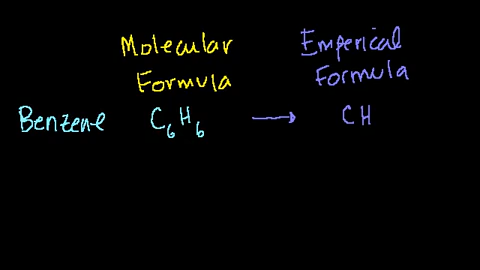 Molecular Formula
Emperical Formula
Benzene C₆H₆ → CH